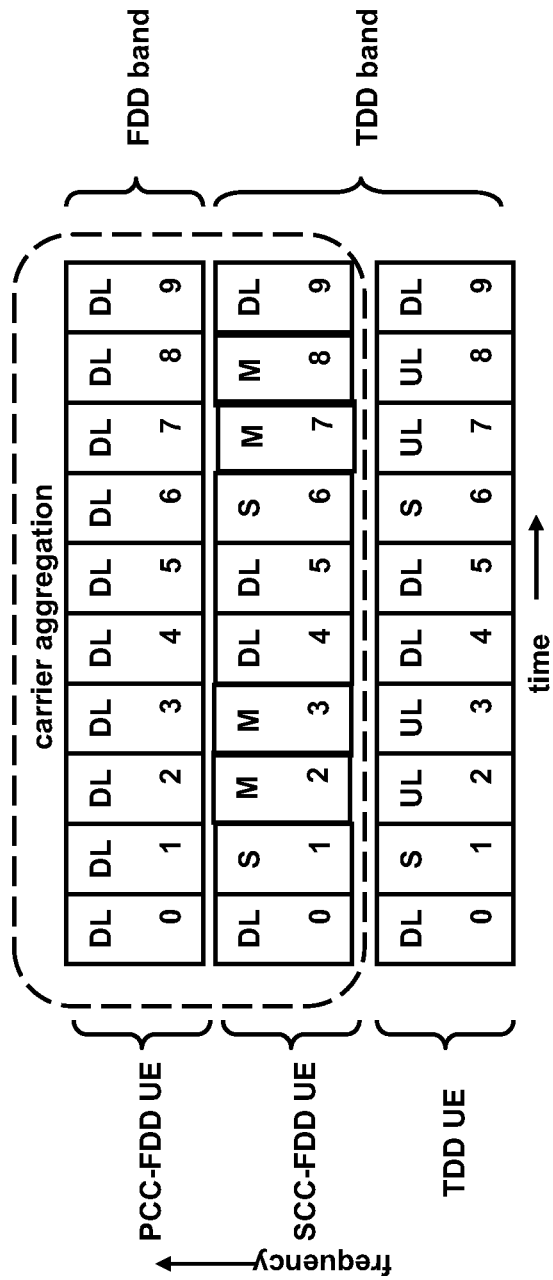 carrier aggregation
PCC-FDD UE
DL DL DL DL DL DL DL DL DL DL
0 1 2 3 4 5 6 7 8 9
FDD band
SCC-FDD UE
DL S M M DL DL S M M DL
0 1 2 3 4 5 6 7 8 9
TDD UE
DL S UL UL DL DL S UL UL DL
0 1 2 3 4 5 6 7 8 9
TDD band
frequency
time